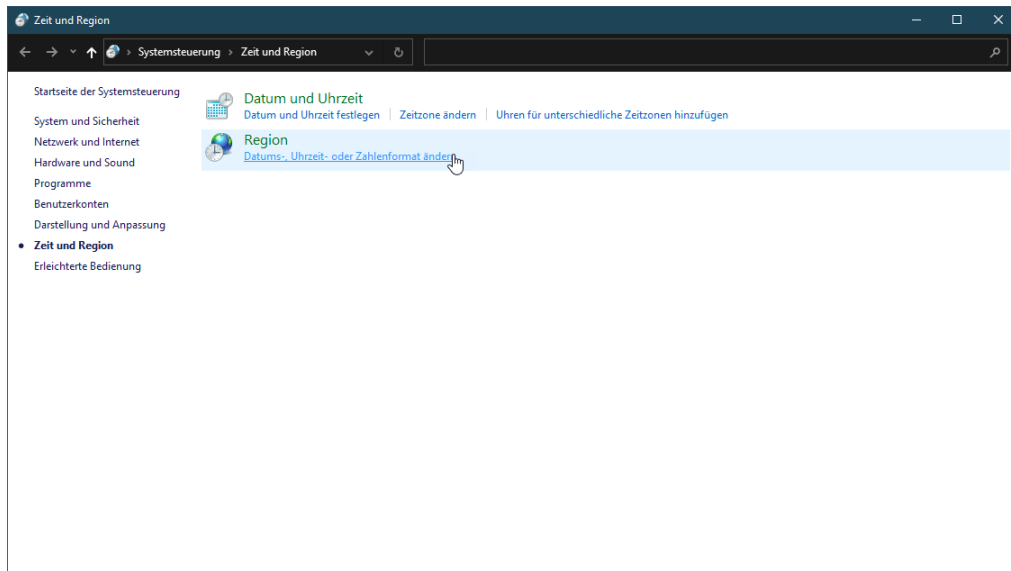 Zeit und Region
Systemsteuerung > Zeit und Region
Startseite der Systemsteuerung
System und Sicherheit
Netzwerk und Internet
Hardware und Sound
Programme
Benutzerkonten
Darstellung und Anpassung
Zeit und Region
Erleichterte Bedienung
Datum und Uhrzeit
Datum und Uhrzeit festlegen | Zeitzone ändern | Uhren für unterschiedliche Zeitzonen hinzufügen
Region
Datums-, Uhrzeit- oder Zahlenformat ändern